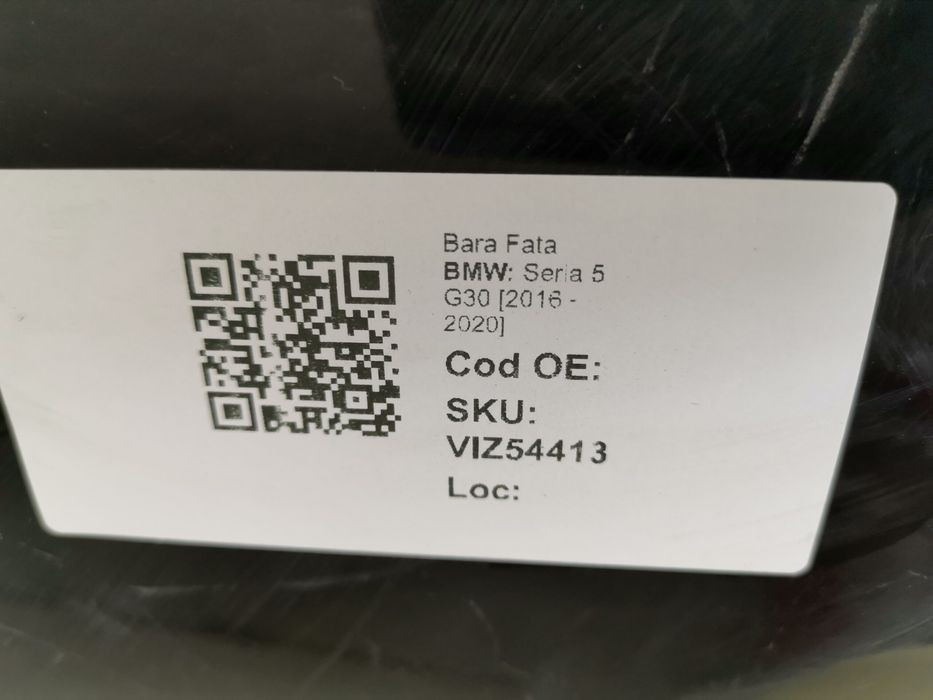 Bara Fata
BMW: Seria 5
G30 [2016 -
2020]
Cod OE:
SKU:
VIZ54413
Loc: